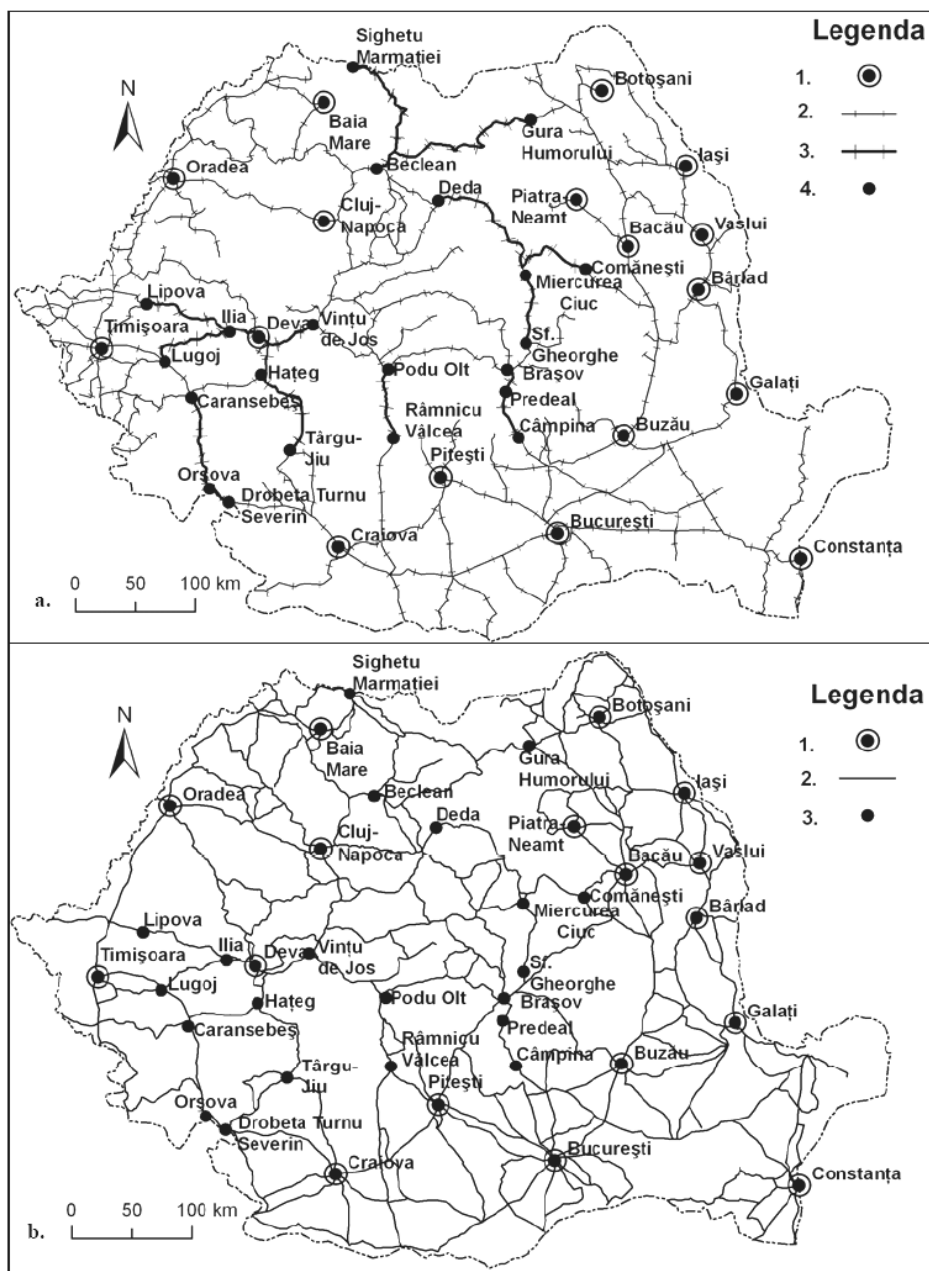 Sighetu
Marmației
Legenda
1.
2.
3.
4.
N
Botoșani
Baia
Mare
Gura
Humorului
Iași
Oradea
Beclean
Deda
Piatra-
Neamt
Cluj-
Napoca
Bacău
Vaslui
Comănești
Miercurea
Ciuc
Bârlad
Lipova
Ilia
Timișoara
Deva
Vințu
de Jos
Sf.
Gheorghe
Lugoj
Hațeg
Podu Olt
Brașov
Galați
Caransebeș
Predeal
Râmnicu
Vâlcea
Câmpina
Buzău
Târgu-
Jiu
Pitești
Orșova
Drobeta Turnu
Severin
București
Craiova
Constanța
0 50 100 km
a.
Sighetu
Marmației
Legenda
1.
2.
3.
N
Botoșani
Baia
Mare
Gura
Humorului
Iași
Oradea
Beclean
Deda
Piatra-
Neamt
Cluj-
Napoca
Bacău
Vaslui
Comănești
Miercurea
Ciuc
Bârlad
Lipova
Ilia
Timișoara
Deva
Vințu
de Jos
Sf.
Gheorghe
Lugoj
Hațeg
Podu Olt
Brașov
Galați
Caransebeș
Predeal
Râmnicu
Vâlcea
Câmpina
Buzău
Târgu-
Jiu
Pitești
Orșova
Drobeta Turnu
Severin
București
Craiova
Constanța
0 50 100 km
b.